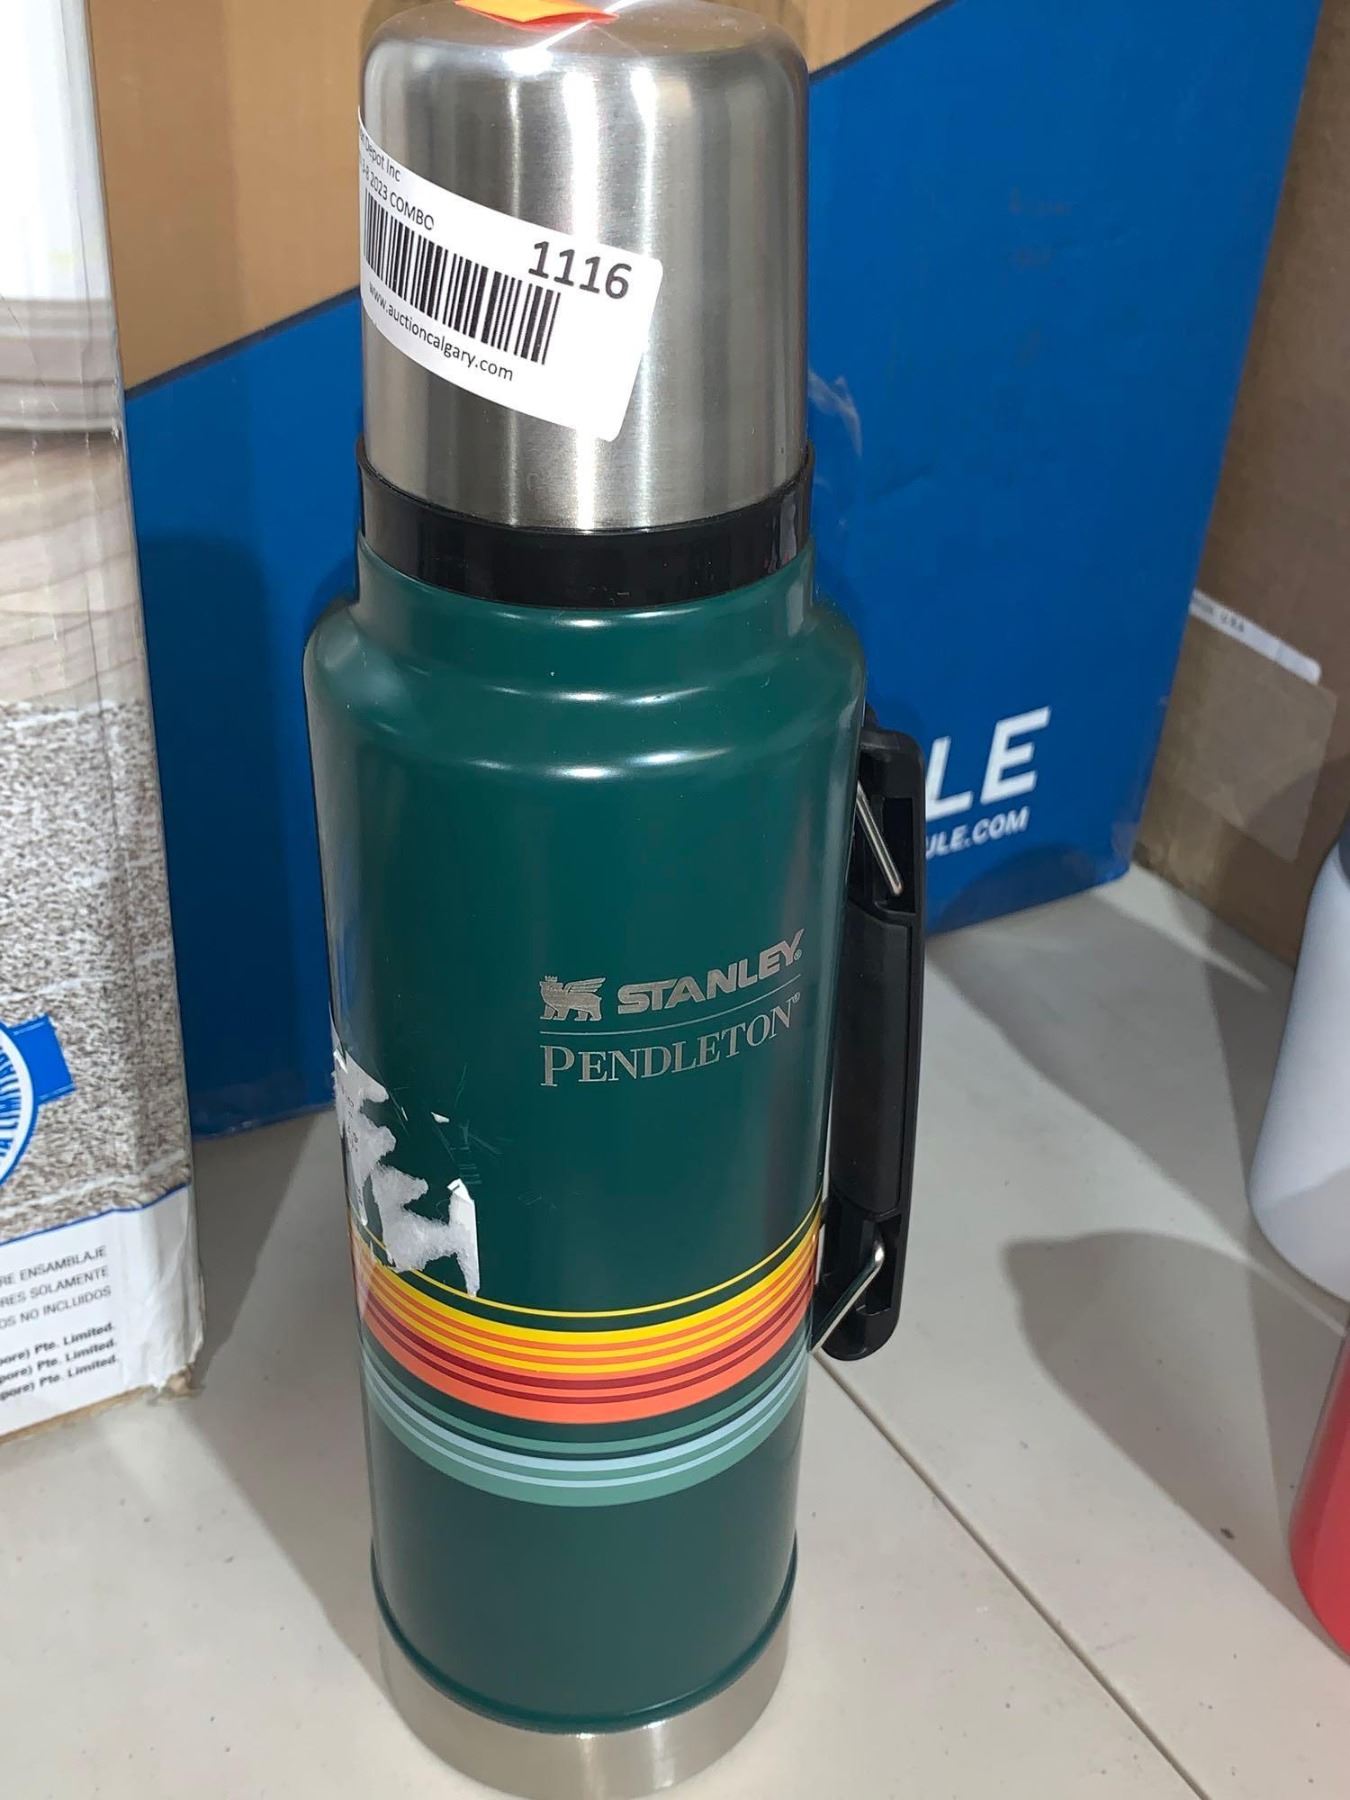 Depot Inc
2023 COMBO
1116
www.auctioncalgary.com
STANLEY®
PENDLETON®
LE
ULE.COM
RE ENSAMBLAJE
RES SOLAMENTE
OS NO INCLUIDOS
pore) Pte. Limited.
pore) Pte. Limited.
pore) Pte. Limited.